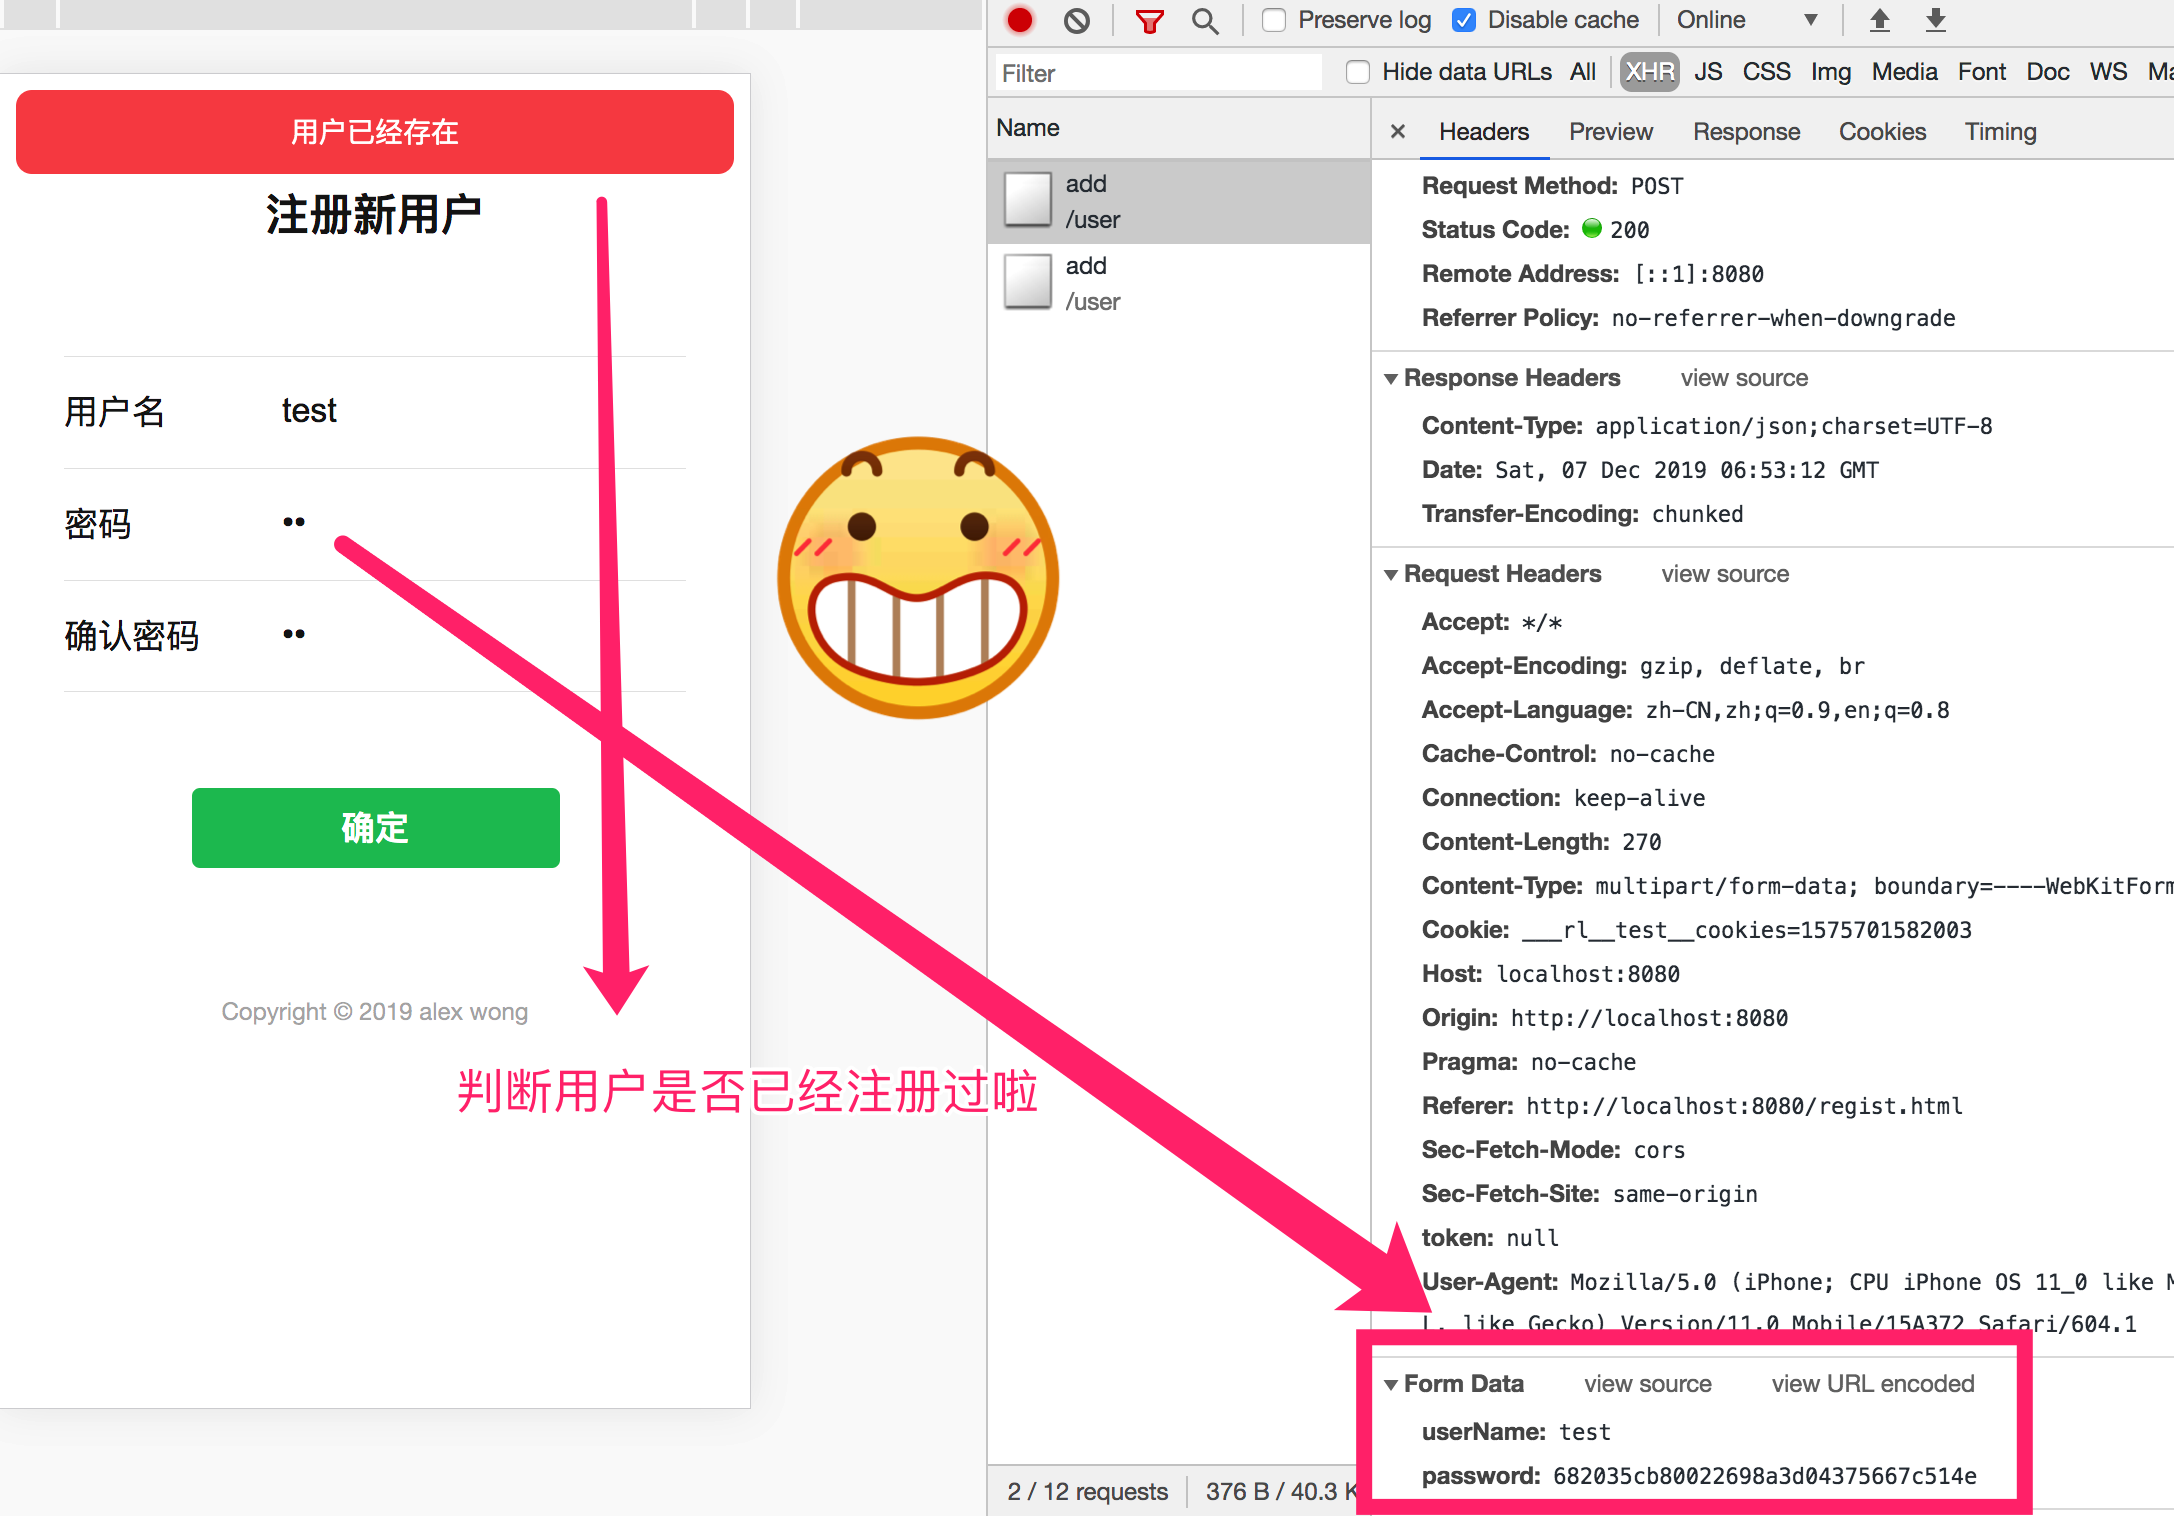 用户已经存在
注册新用户
用户名 test
密码 ••
确认密码 ••
确定
Copyright © 2019 alex wong
判断用户是否已经注册过啦
Preserve log Disable cache Online
Filter Hide data URLs All XHR JS CSS Img Media Font Doc WS Ma
Name
add
/user
add
/user
2 / 12 requests 376 B / 40.3 K
× Headers Preview Response Cookies Timing
Request Method: POST
Status Code: 200
Remote Address: [::1]:8080
Referrer Policy: no-referrer-when-downgrade
Response Headers view source
Content-Type: application/json;charset=UTF-8
Date: Sat, 07 Dec 2019 06:53:12 GMT
Transfer-Encoding: chunked
Request Headers view source
Accept: */*
Accept-Encoding: gzip, deflate, br
Accept-Language: zh-CN,zh;q=0.9,en;q=0.8
Cache-Control: no-cache
Connection: keep-alive
Content-Length: 270
Content-Type: multipart/form-data; boundary=----WebKitForm
Cookie: ___rl__test__cookies=1575701582003
Host: localhost:8080
Origin: http://localhost:8080
Pragma: no-cache
Referer: http://localhost:8080/regist.html
Sec-Fetch-Mode: cors
Sec-Fetch-Site: same-origin
token: null
User-Agent: Mozilla/5.0 (iPhone; CPU iPhone OS 11_0 like M
L, like Gecko) Version/11.0 Mobile/15A372 Safari/604.1
Form Data view source view URL encoded
userName: test
password: 682035cb80022698a3d04375667c514e